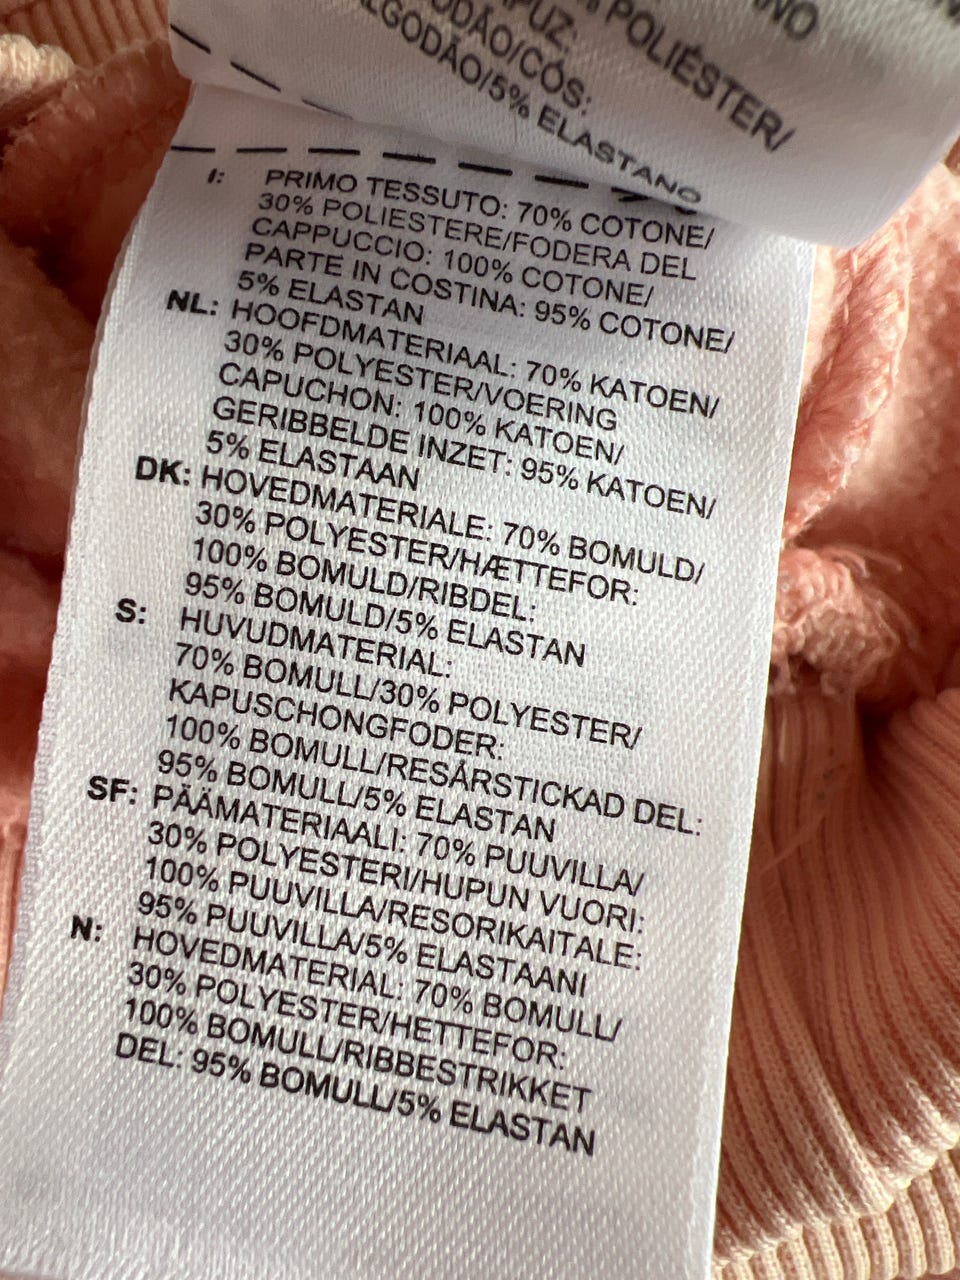 POLIÉSTER/
ALGODÃO/CÓS:
ALGODÃO/5% ELASTANO
I: PRIMO TESSUTO: 70% COTONE/
30% POLIESTERE/FODERA DEL
CAPPUCCIO: 100% COTONE/
PARTE IN COSTINA: 95% COTONE/
5% ELASTAN
NL: HOOFDMATERIAAL: 70% KATOEN/
30% POLYESTER/VOERING
CAPUCHON: 100% KATOEN/
GERIBBELDE INZET: 95% KATOEN/
5% ELASTAAN
DK: HOVEDMATERIALE: 70% BOMULD/
30% POLYESTER/HÆTTEFOR:
100% BOMULD/RIBDEL:
95% BOMULD/5% ELASTAN
S: HUVUDMATERIAL:
70% BOMULL/30% POLYESTER/
KAPUSCHONGFODER:
100% BOMULL/RESÅRSTICKAD DEL:
95% BOMULL/5% ELASTAN
SF: PÄÄMATERIAALI: 70% PUUVILLA/
30% POLYESTERI/HUPUN VUORI:
100% PUUVILLA/RESORIKAITALE:
95% PUUVILLA/5% ELASTAANI
N: HOVEDMATERIAL: 70% BOMULL/
30% POLYESTER/HETTEFOR:
100% BOMULL/RIBBESTRIKKET
DEL: 95% BOMULL/5% ELASTAN